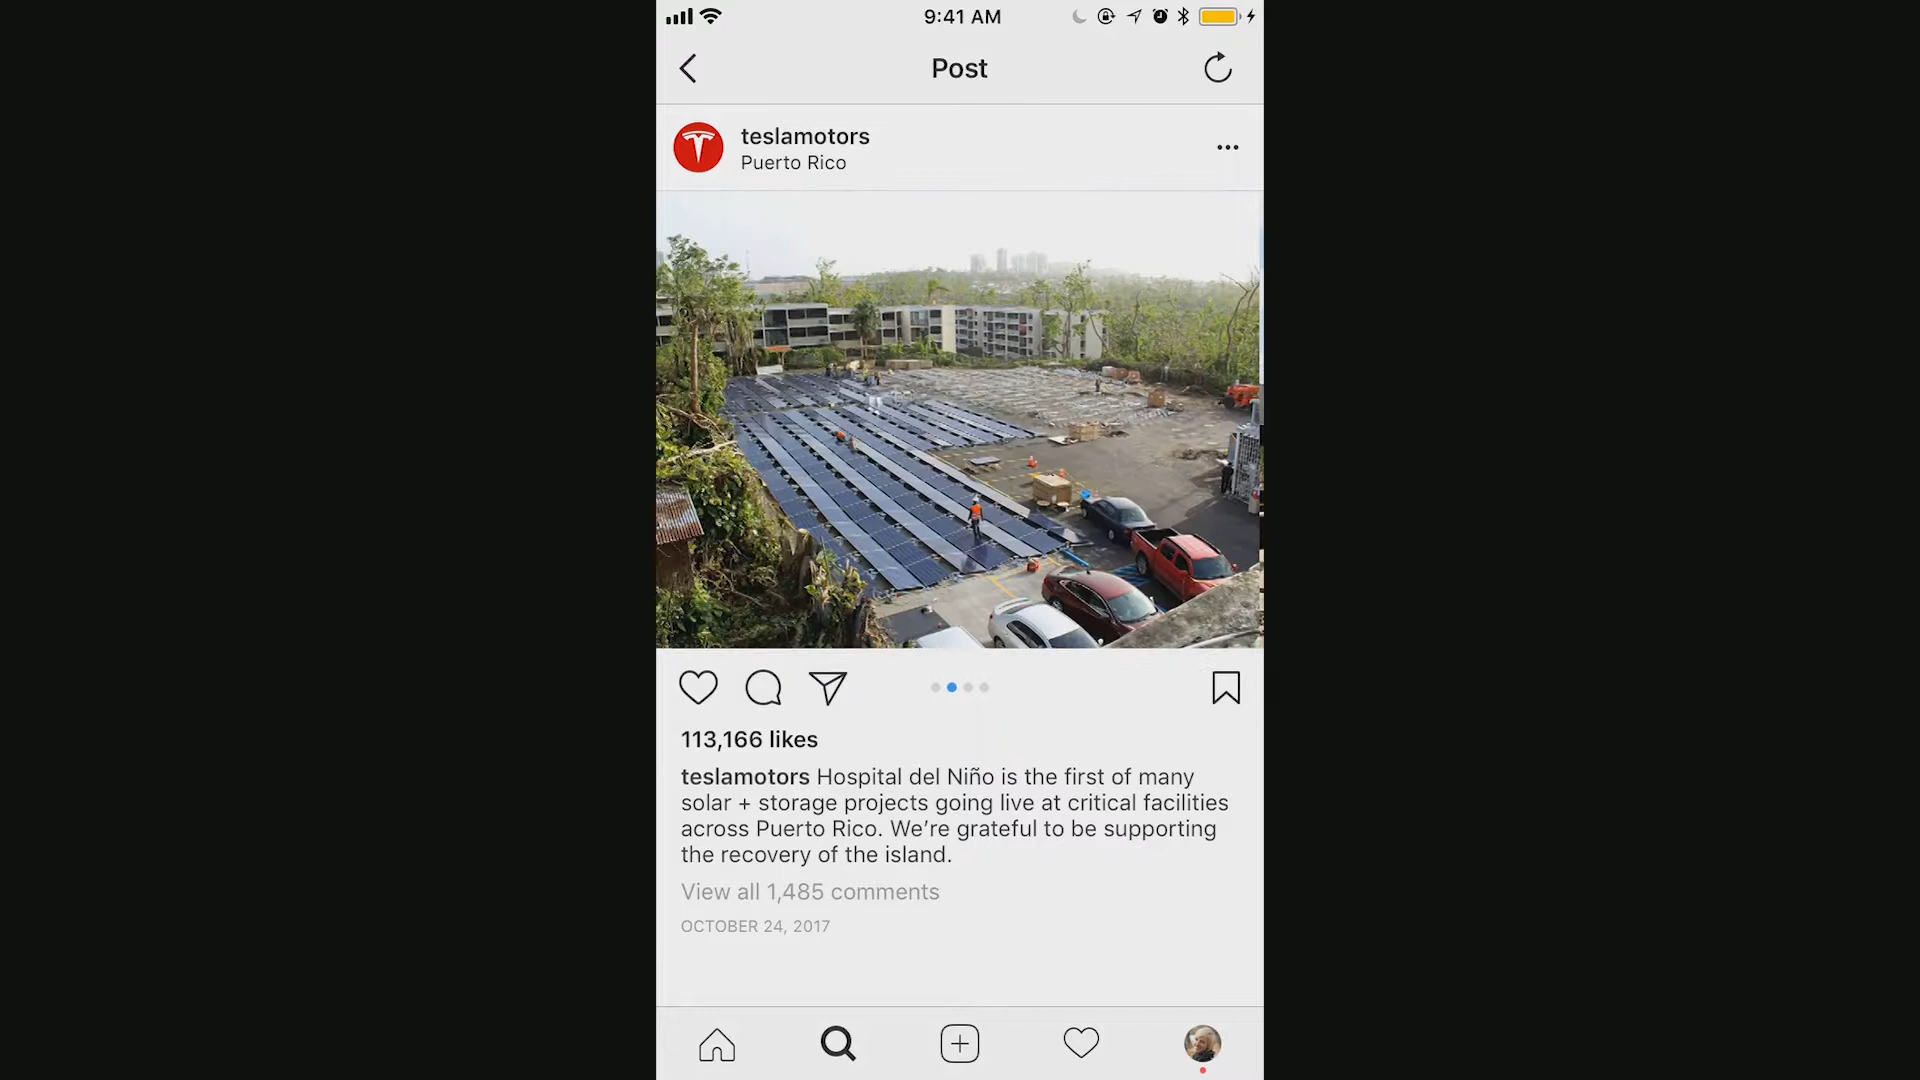 9:41 AM
Post
teslamotors
Puerto Rico
113,166 likes
teslamotors Hospital del Niño is the first of many
solar + storage projects going live at critical facilities
across Puerto Rico. We’re grateful to be supporting
the recovery of the island.
View all 1,485 comments
OCTOBER 24, 2017